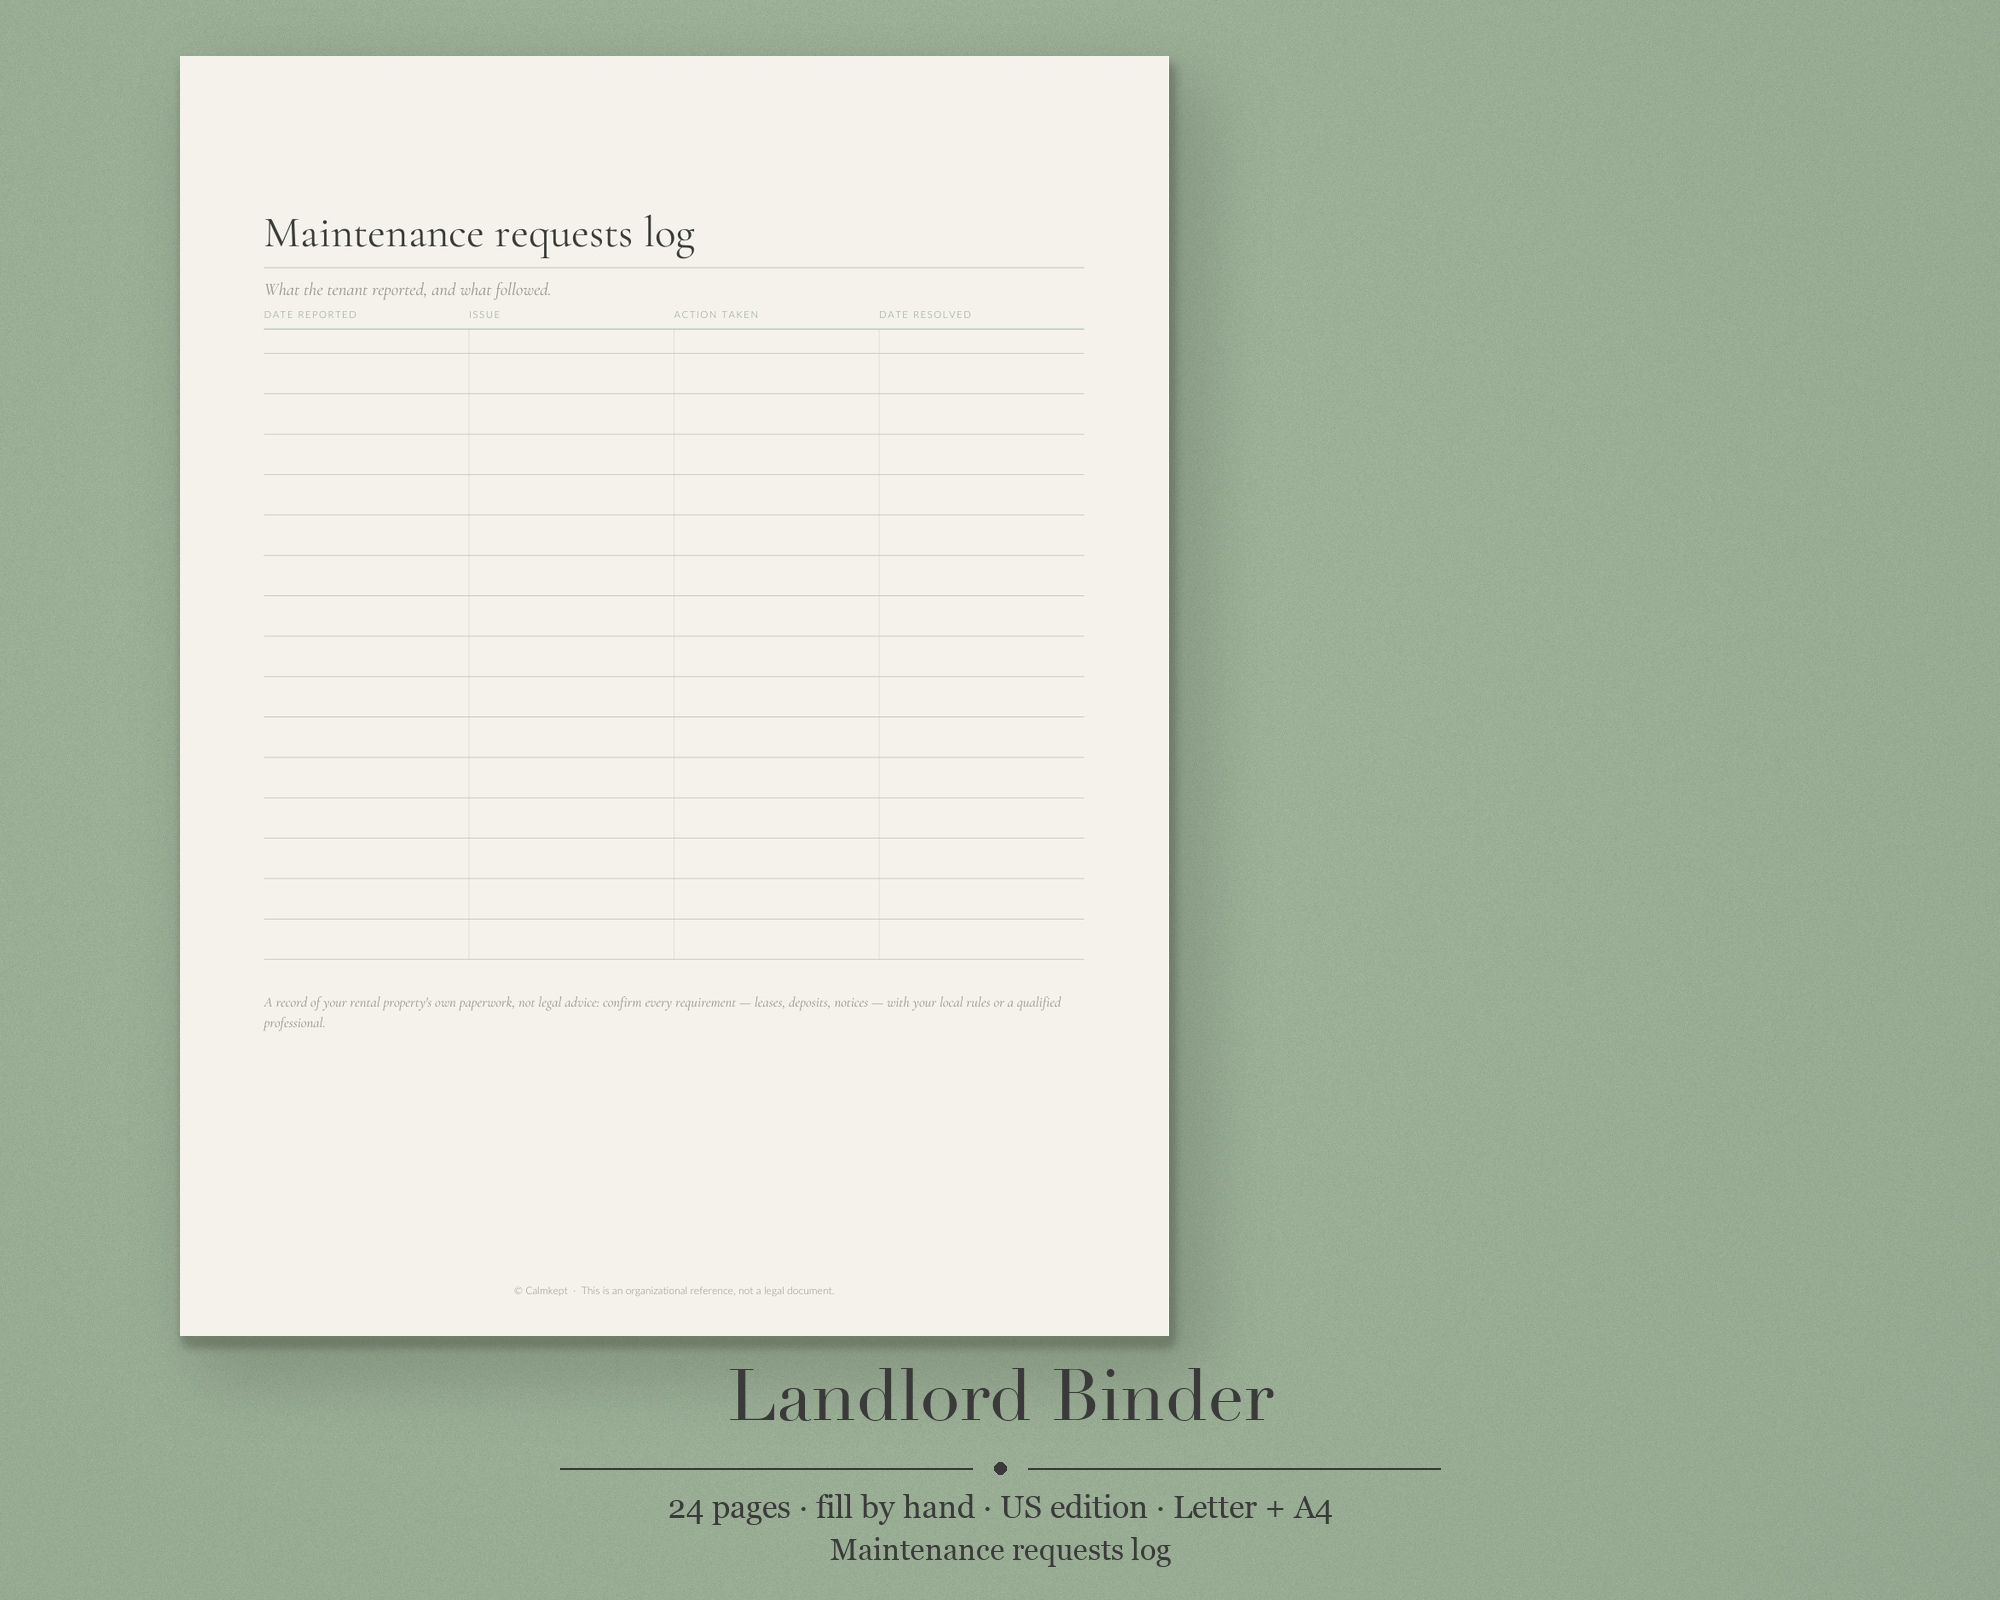 Maintenance requests log
What the tenant reported, and what followed.
DATE REPORTED ISSUE ACTION TAKEN DATE RESOLVED
A record of your rental property's own paperwork, not legal advice: confirm every requirement — leases, deposits, notices — with your local rules or a qualified
professional.
© Calmkept · This is an organizational reference, not a legal document.
Landlord Binder
24 pages · fill by hand · US edition · Letter + A4
Maintenance requests log